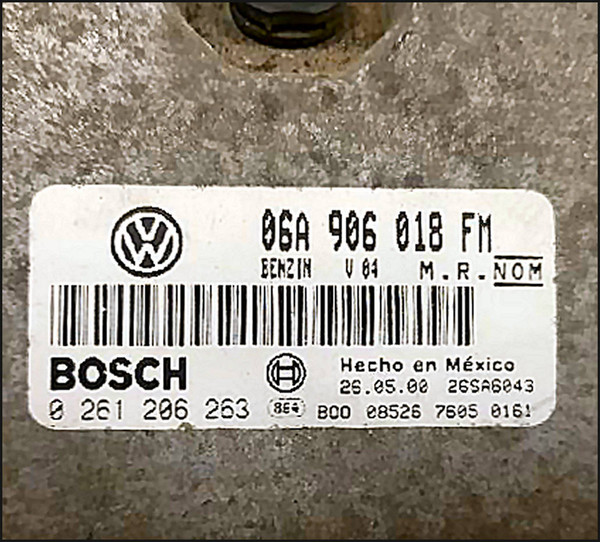 06A 906 018 FM
BENZIN V 04 M.R.NOM
BOSCH
Hecho en México
26.05.00 26SA6043
0 261 206 263 864 B00 08526 7605 0161